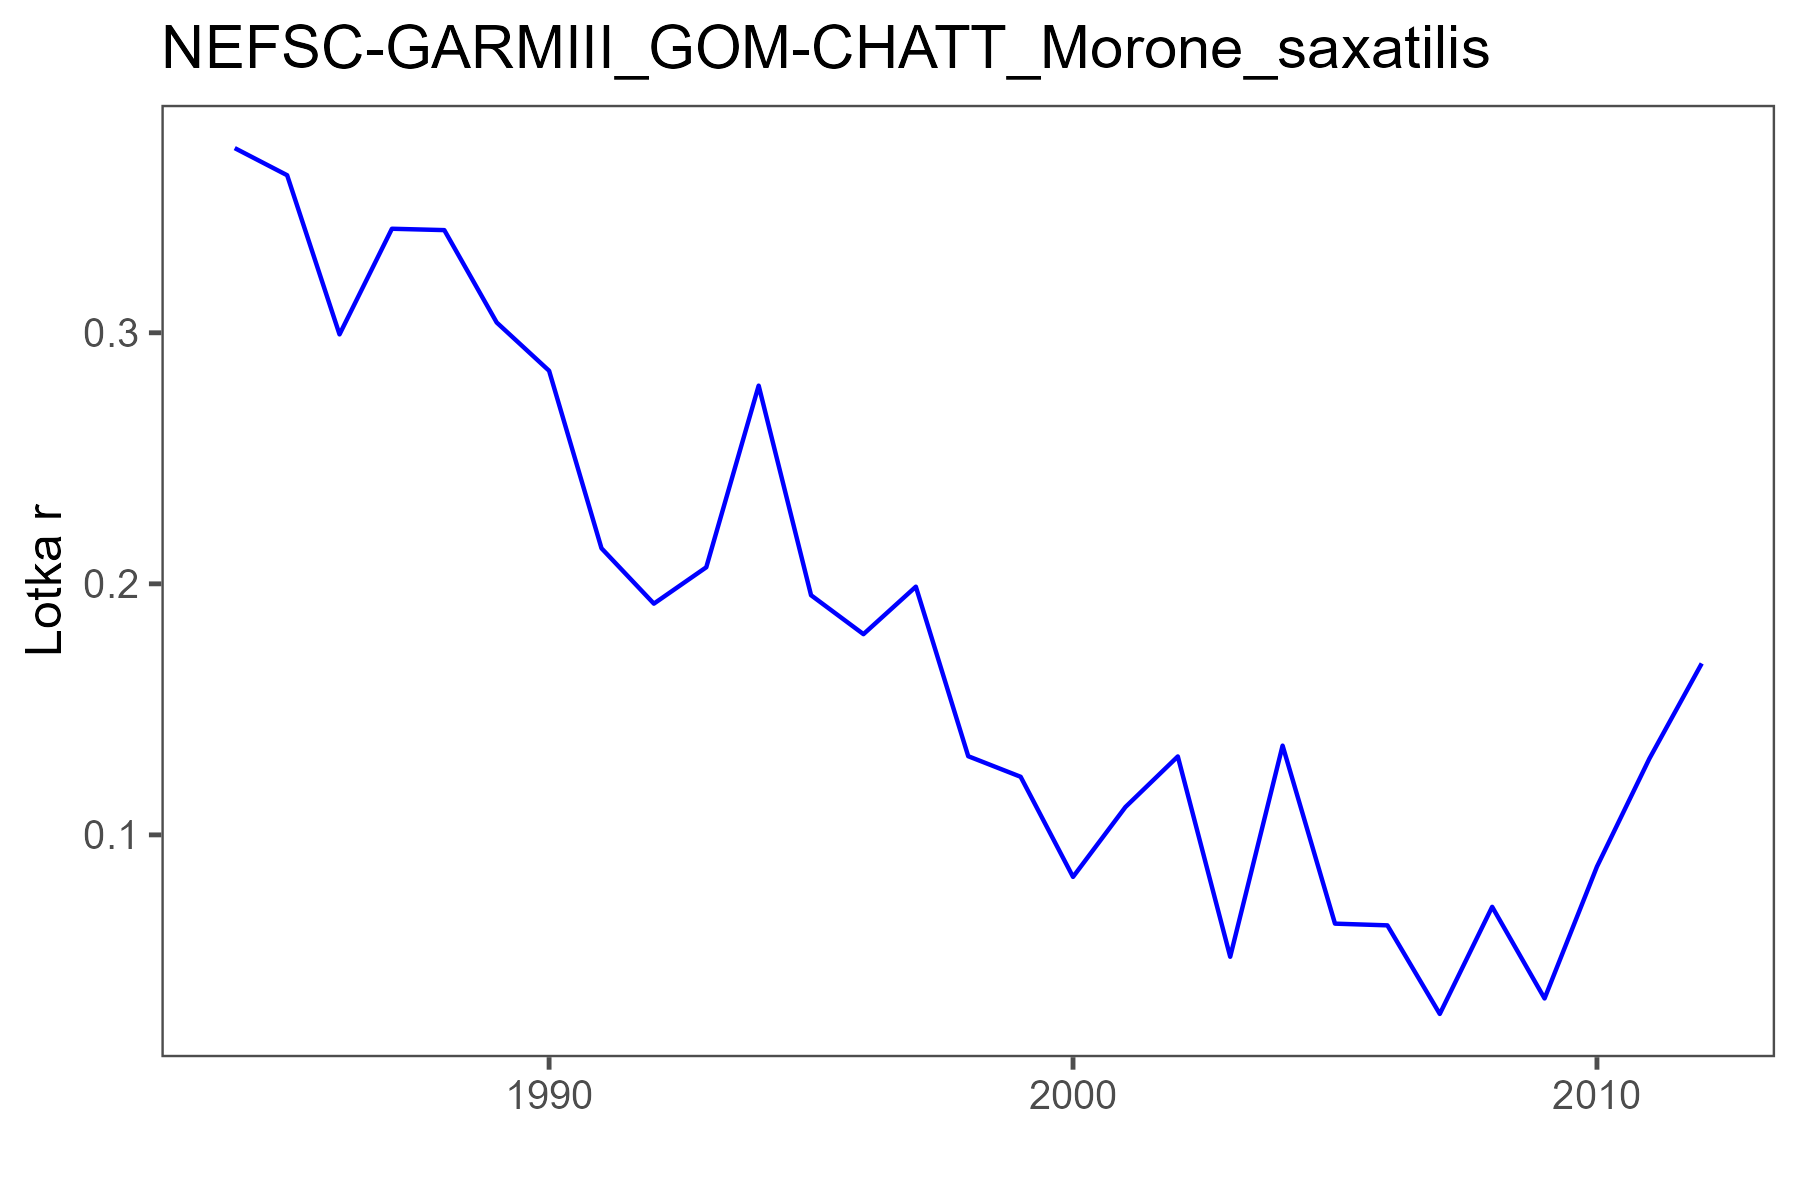 NEFSC-GARMIII_GOM-CHATT_Morone_saxatilis
Lotka r
0.3
0.2
0.1
1990 2000 2010